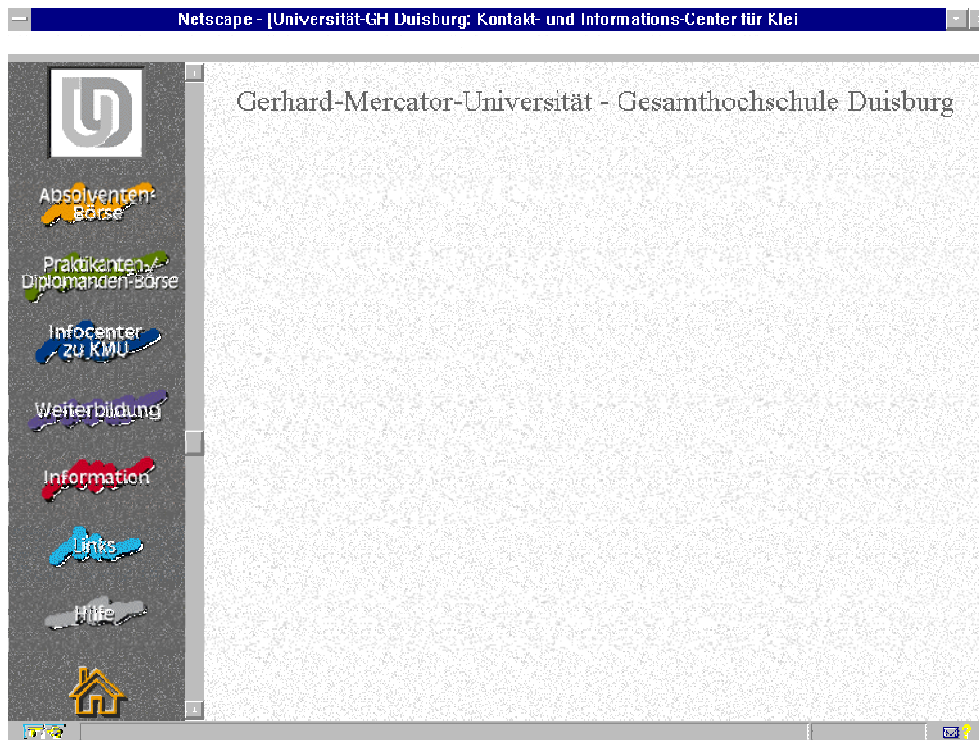 Netscape - [Universität-GH Duisburg: Kontakt- und Informations-Center für Klei
Gerhard-Mercator-Universität - Gesamthochschule Duisburg
Absolventen-
Börse
Praktikanten-/
Diplomanden-Börse
Infocenter
zu KMU
Weiterbildung
Information
Links
Hilfe